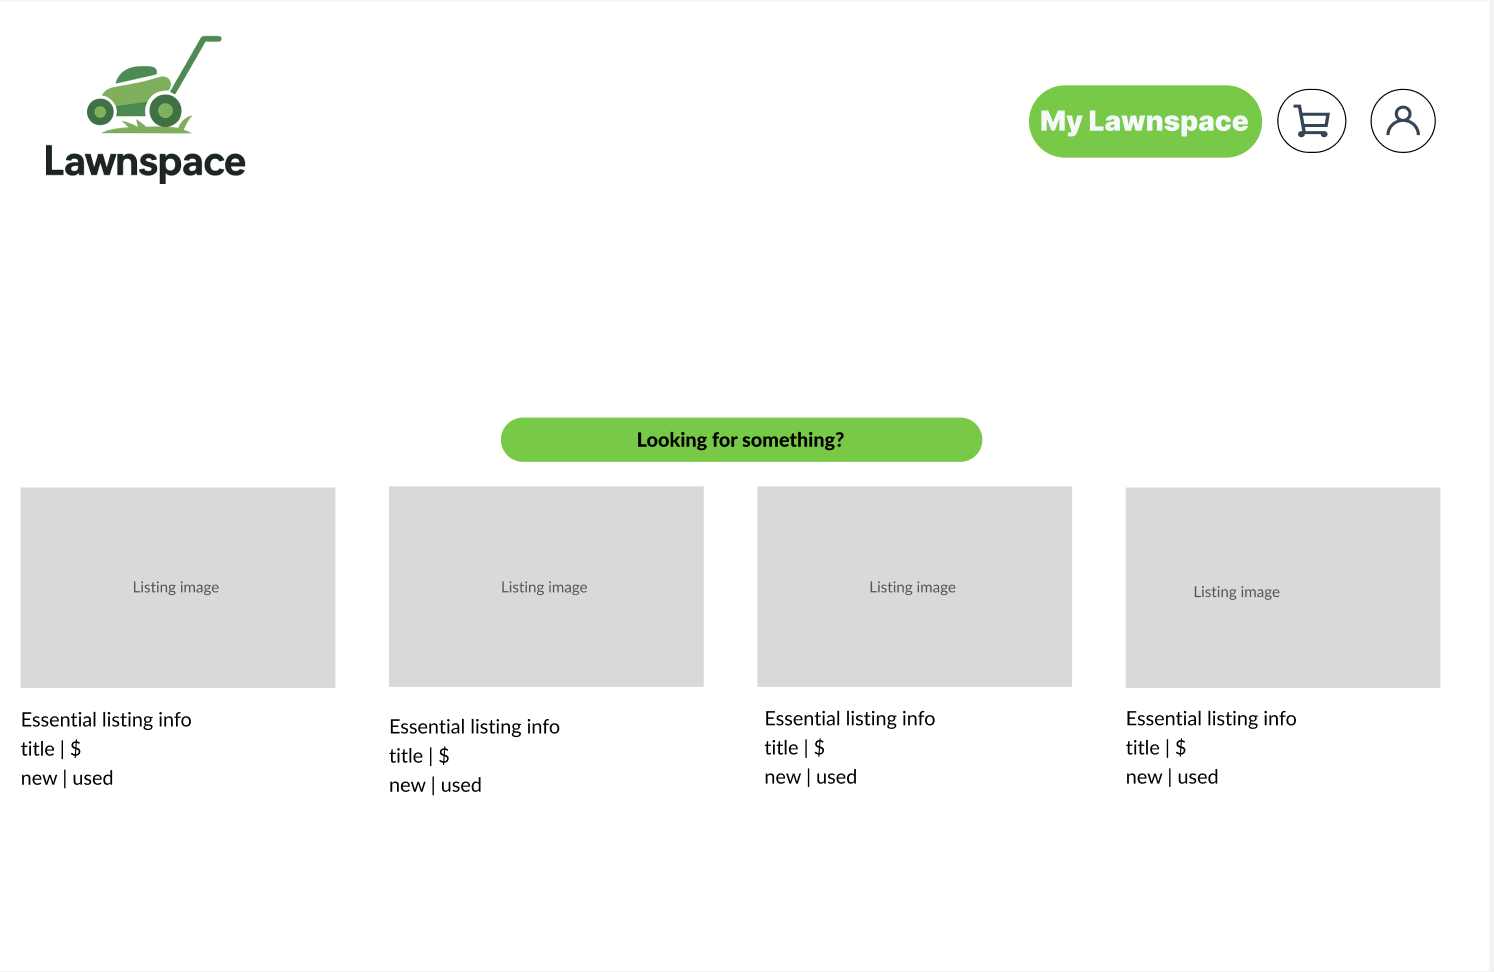 Lawnspace
My Lawnspace
Looking for something?
Listing image
Listing image
Listing image
Listing image
Essential listing info
title | $
new | used
Essential listing info
title | $
new | used
Essential listing info
title | $
new | used
Essential listing info
title | $
new | used